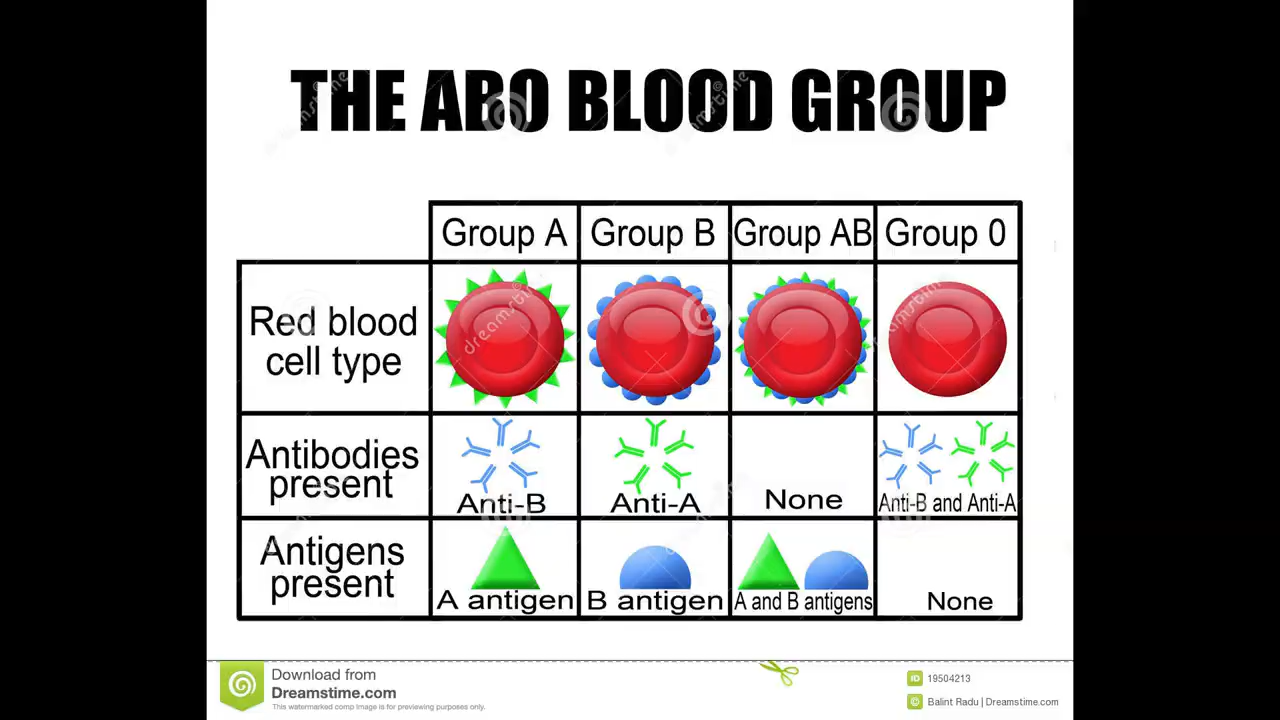 THE ABO BLOOD GROUP
Group A
Group B
Group AB
Group 0
Red blood
cell type
Antibodies
present
Anti-B
Anti-A
None
Anti-B and Anti-A
Antigens
present
A antigen
B antigen
A and B antigens
None
Download from
Dreamstime.com
This watermarked comp image is for previewing purposes only.
ID 19504213
© Balint Radu | Dreamstime.com
dreamstime